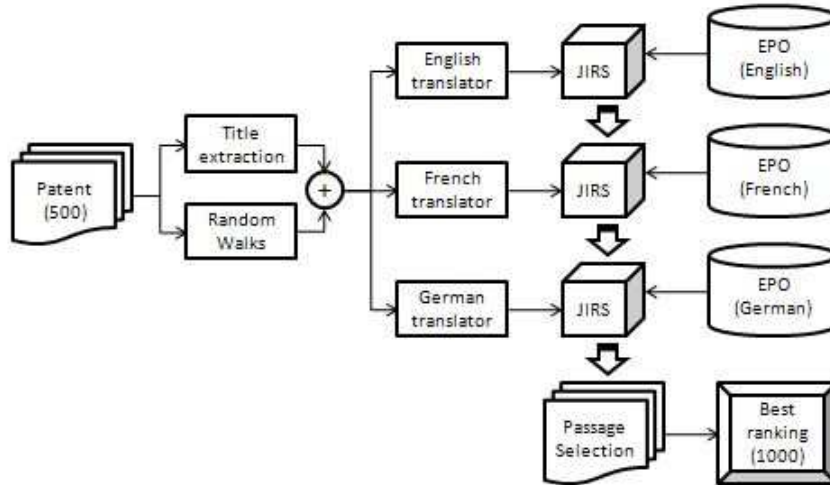 English
translator
JIRS
EPO
(English)
Title
extraction
Patent
(500)
+
French
translator
JIRS
EPO
(French)
Random
Walks
German
translator
JIRS
EPO
(German)
Passage
Selection
Best
ranking
(1000)